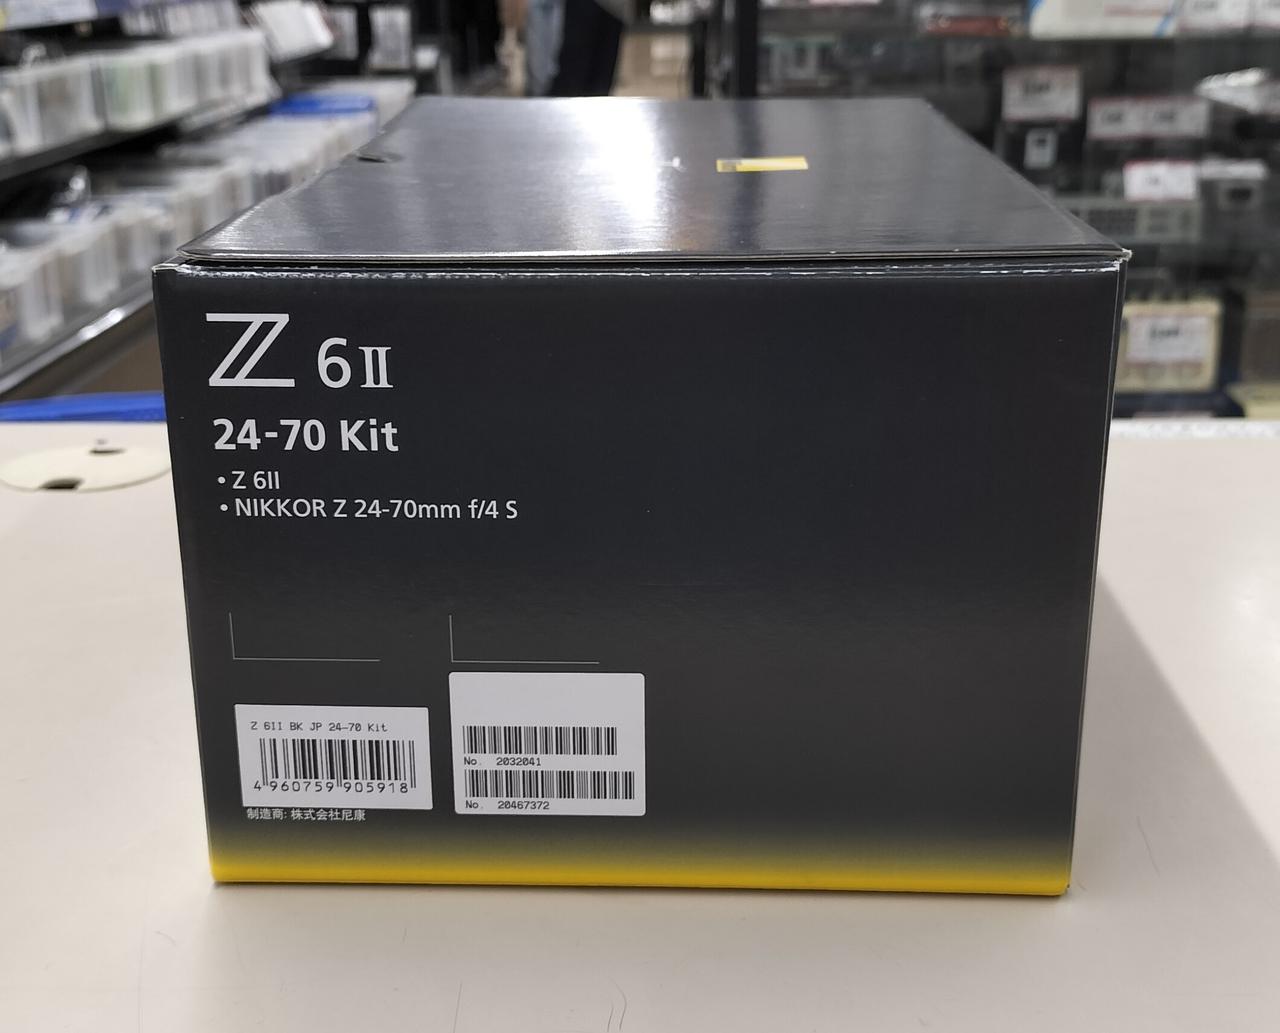 Z 6II
24-70 Kit
• Z 6II
• NIKKOR Z 24-70mm f/4 S
Z 6II BK JP 24-70 Kit
4 960759 905918
制造商: 株式会社尼康
No. 2032041
No. 20467372